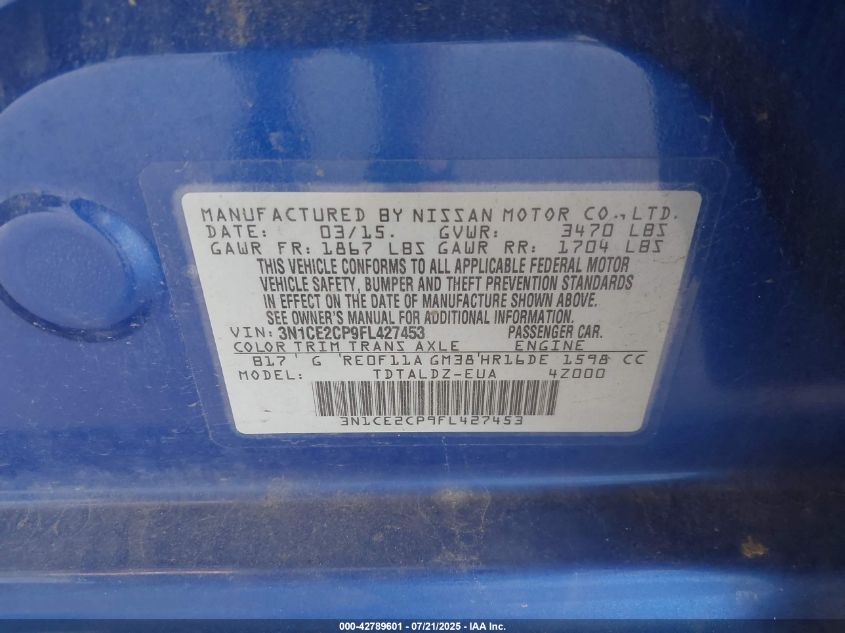 MANUFACTURED BY NISSAN MOTOR CO.,LTD.
DATE: 03/15. GVWR: 3470 LBS
GAWR FR: 1867 LBS GAWR RR: 1704 LBS
THIS VEHICLE CONFORMS TO ALL APPLICABLE FEDERAL MOTOR
VEHICLE SAFETY, BUMPER AND THEFT PREVENTION STANDARDS
IN EFFECT ON THE DATE OF MANUFACTURE SHOWN ABOVE.
SEE OWNER'S MANUAL FOR ADDITIONAL INFORMATION.
VIN: 3N1CE2CP9FL427453 PASSENGER CAR.
COLOR TRIM TRANS AXLE ENGINE
B17 ' G 'RE0F11A GM38'HR16DE 1598 CC
MODEL: TDTALDZ-EUA 4Z000
3N1CE2CP9FL427453
000-42789601 - 07/21/2025 - IAA Inc.